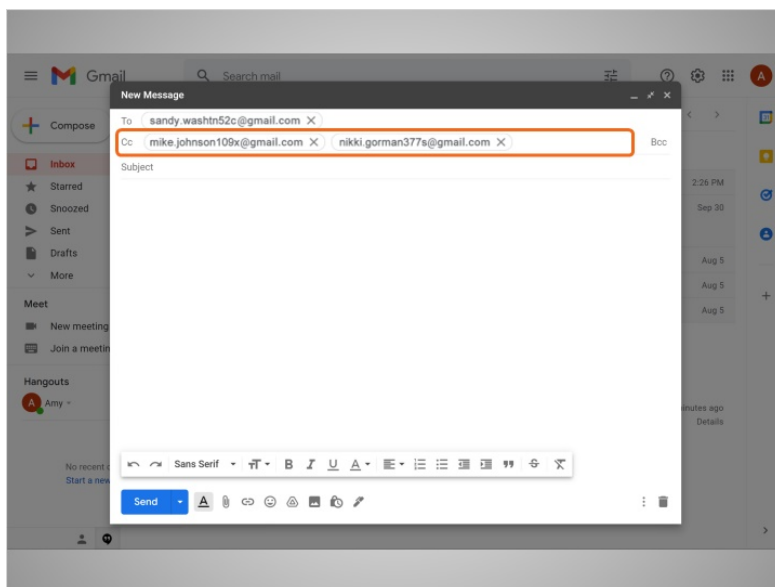 Gmail
Search mail
New Message
To sandy.washtn52c@gmail.com
Cc mike.johnson109x@gmail.com nikki.gorman377s@gmail.com Bcc
Subject
Compose
Inbox
Starred
Snoozed
Sent
Drafts
More
Meet
New meeting
Join a meetin
Hangouts
A Amy
No recent
Start a new
A
2:26 PM
Sep 30
Aug 5
Aug 5
Aug 5
inutes ago
Details
Sans Serif
Send